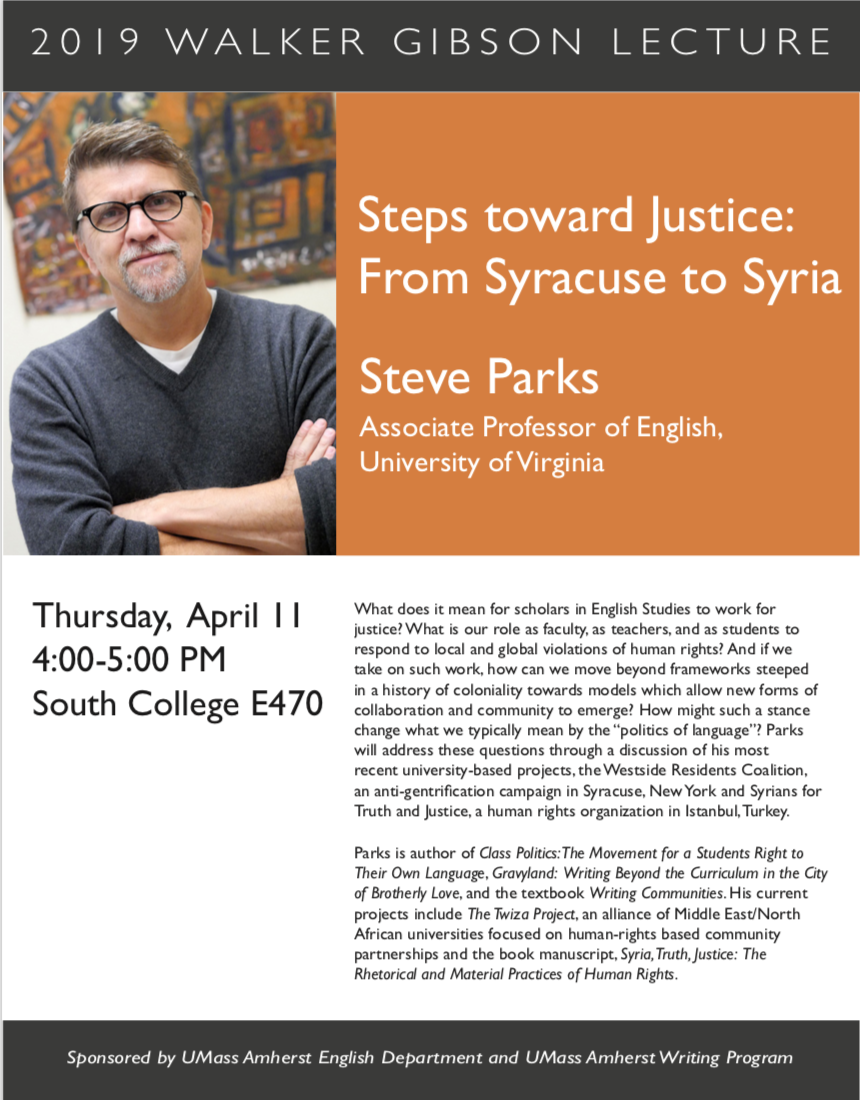 2019 WALKER GIBSON LECTURE
Steps toward Justice:
From Syracuse to Syria
Steve Parks
Associate Professor of English,
University of Virginia
Thursday, April 11
4:00-5:00 PM
South College E470
What does it mean for scholars in English Studies to work for
justice? What is our role as faculty, as teachers, and as students to
respond to local and global violations of human rights? And if we
take on such work, how can we move beyond frameworks steeped
in a history of coloniality towards models which allow new forms of
collaboration and community to emerge? How might such a stance
change what we typically mean by the “politics of language”? Parks
will address these questions through a discussion of his most
recent university-based projects, the Westside Residents Coalition,
an anti-gentrification campaign in Syracuse, New York and Syrians for
Truth and Justice, a human rights organization in Istanbul, Turkey.
Parks is author of Class Politics: The Movement for a Students Right to
Their Own Language, Gravyland: Writing Beyond the Curriculum in the City
of Brotherly Love, and the textbook Writing Communities. His current
projects include The Twiza Project, an alliance of Middle East/North
African universities focused on human-rights based community
partnerships and the book manuscript, Syria, Truth, Justice: The
Rhetorical and Material Practices of Human Rights.
Sponsored by UMass Amherst English Department and UMass Amherst Writing Program